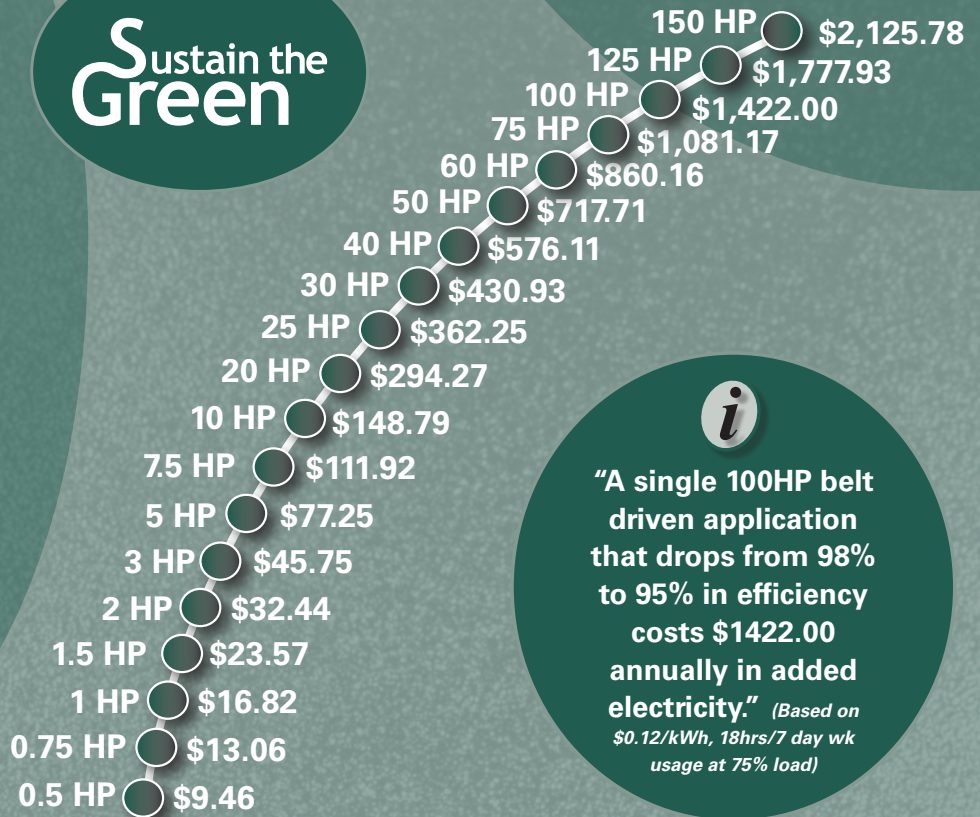 Sustain the
Green
150 HP $2,125.78
125 HP $1,777.93
100 HP $1,422.00
75 HP $1,081.17
60 HP $860.16
50 HP $717.71
40 HP $576.11
30 HP $430.93
25 HP $362.25
20 HP $294.27
10 HP $148.79
7.5 HP $111.92
5 HP $77.25
3 HP $45.75
2 HP $32.44
1.5 HP $23.57
1 HP $16.82
0.75 HP $13.06
0.5 HP $9.46
i
“A single 100HP belt
driven application
that drops from 98%
to 95% in efficiency
costs $1422.00
annually in added
electricity.” (Based on
$0.12/kWh, 18hrs/7 day wk
usage at 75% load)